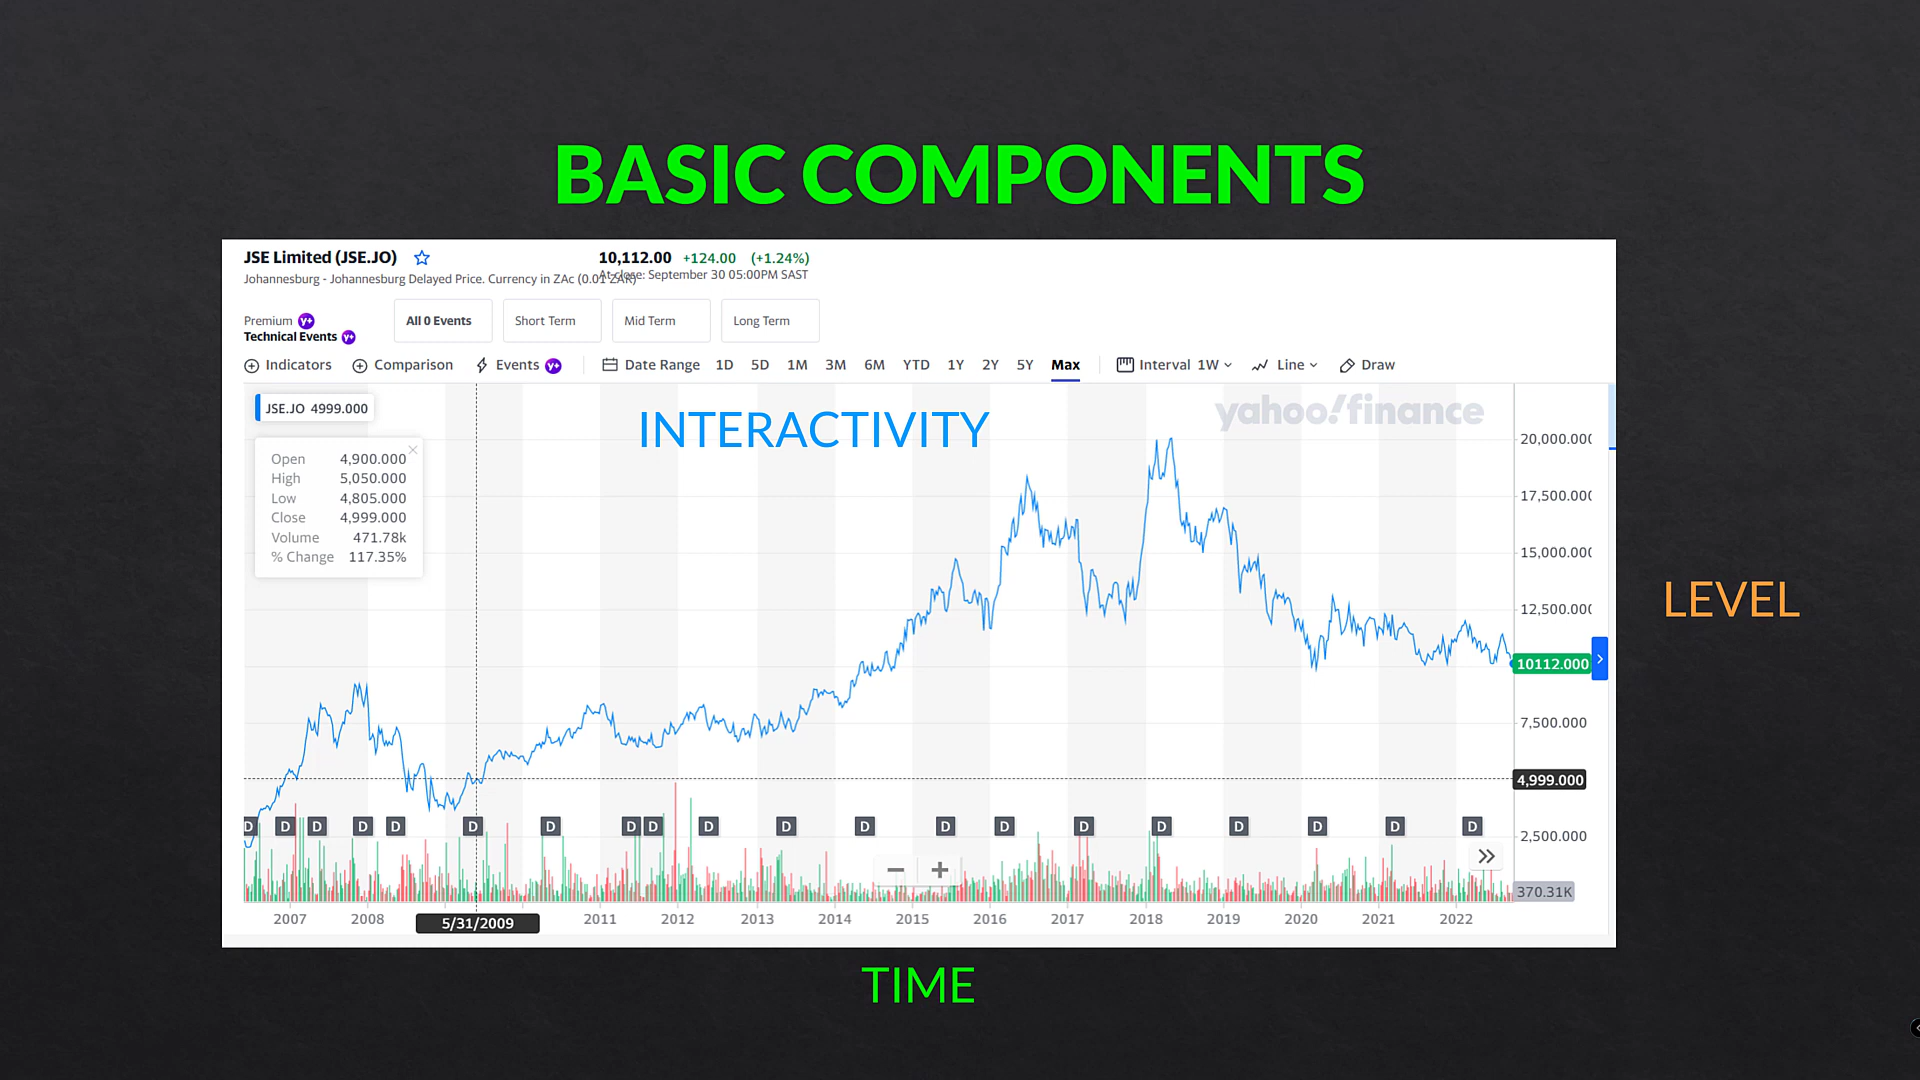 BASIC COMPONENTS
JSE Limited (JSE.JO) 10,112.00 +124.00 (+1.24%)
Johannesburg - Johannesburg Delayed Price. Currency in ZAc (0.01 ZAR) At close: September 30 05:00PM SAST
Premium y+
Technical Events y+
All 0 Events Short Term Mid Term Long Term
Indicators Comparison Events y+ Date Range 1D 5D 1M 3M 6M YTD 1Y 2Y 5Y Max Interval 1W Line Draw
JSE.JO 4999.000
INTERACTIVITY
yahoo!finance
Open 4,900.000
High 5,050.000
Low 4,805.000
Close 4,999.000
Volume 471.78k
% Change 117.35%
20,000.000
17,500.000
15,000.000
12,500.000
10112.000
7,500.000
4,999.000
2,500.000
370.31K
LEVEL
D D D D D D D D D D D D D D D D D D D
2007 2008 5/31/2009 2011 2012 2013 2014 2015 2016 2017 2018 2019 2020 2021 2022
TIME